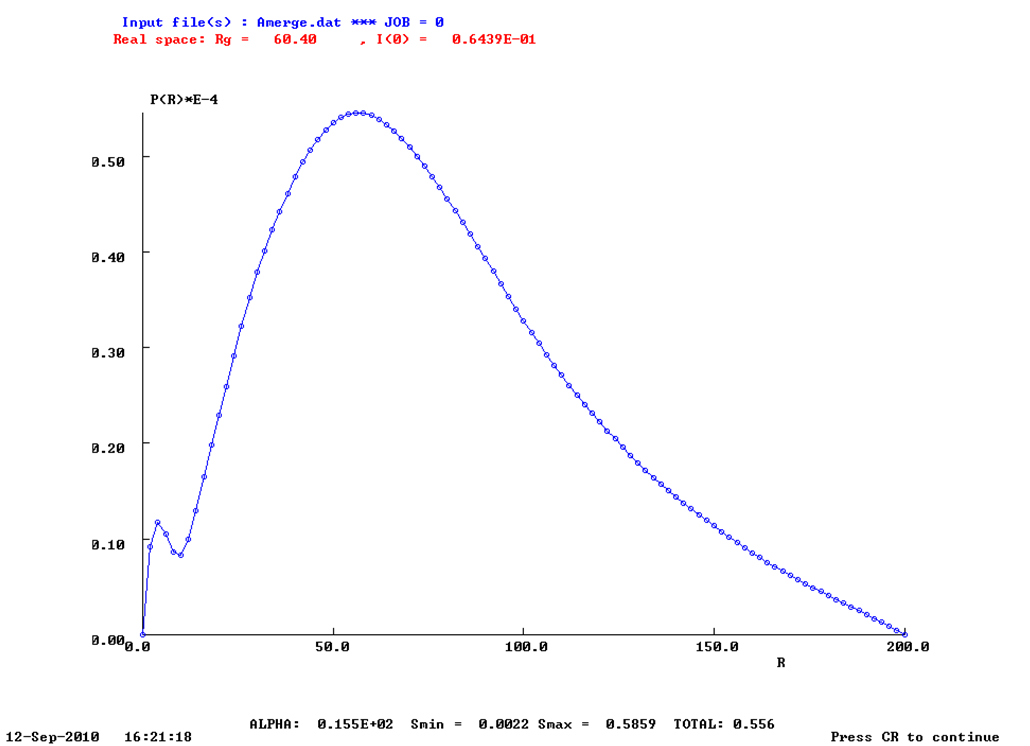 Input file(s) : Amerge.dat *** JOB = 0
Real space: Rg = 60.40 , I(0) = 0.6439E-01
P(R)*E-4
0.50
0.40
0.30
0.20
0.10
0.00
0.0 50.0 100.0 150.0 200.0
R
ALPHA: 0.155E+02 Smin = 0.0022 Smax = 0.5859 TOTAL: 0.556
12-Sep-2010 16:21:18 Press CR to continue